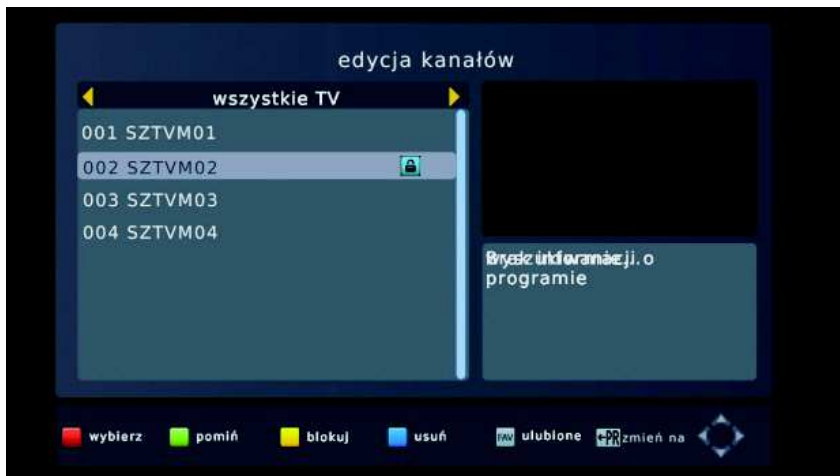 edycja kanałów
wszystkie TV
001 SZTVM01
002 SZTVM02
003 SZTVM03
004 SZTVM04
o
programie
wybierz pomiń blokuj usuń FAV ulubione PR zmień na